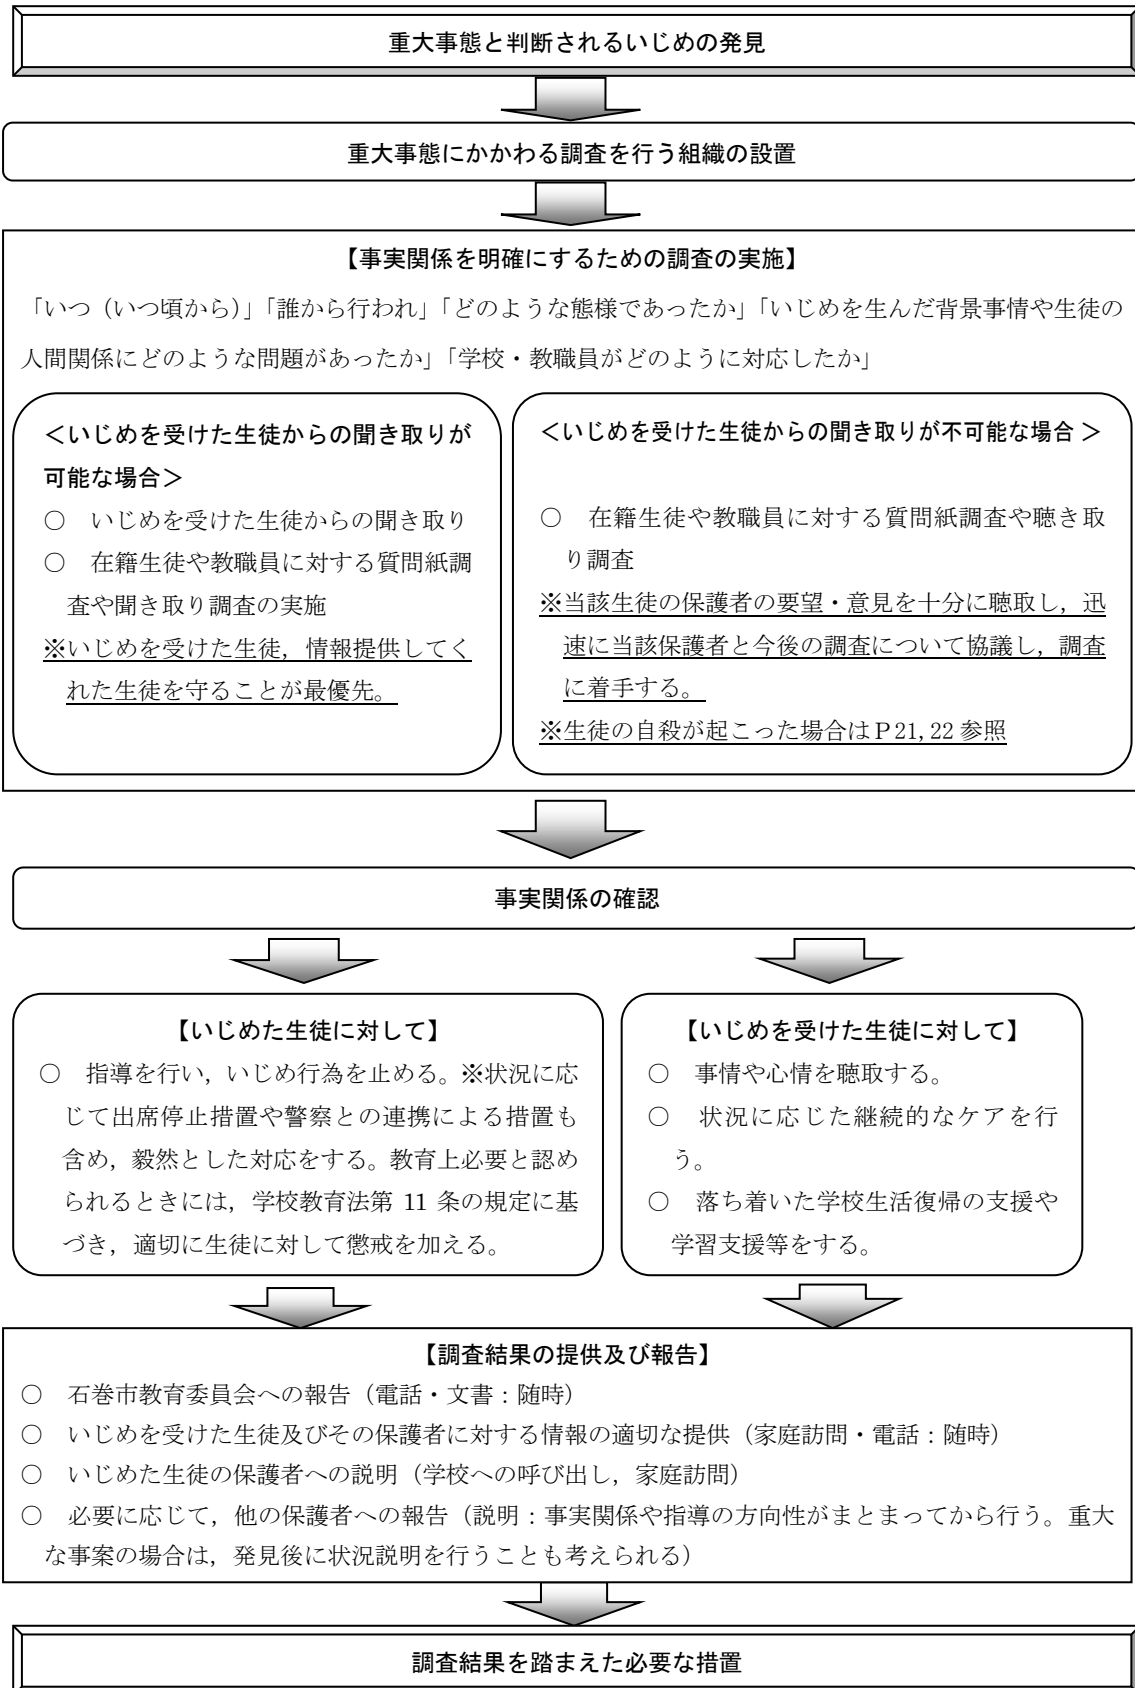 重大事態と判断されるいじめの発見
重大事態にかかわる調査を行う組織の設置
【事実関係を明確にするための調査の実施】
「いつ（いつ頃から）」「誰から行われ」「どのような態様であったか」「いじめを生んだ背景事情や生徒の
人間関係にどのような問題があったか」「学校・教職員がどのように対応したか」
＜いじめを受けた生徒からの聞き取りが
可能な場合＞
○　いじめを受けた生徒からの聞き取り
○　在籍生徒や教職員に対する質問紙調
査や聞き取り調査の実施
※いじめを受けた生徒，情報提供してく
れた生徒を守ることが最優先。
＜いじめを受けた生徒からの聞き取りが不可能な場合 ＞
○　在籍生徒や教職員に対する質問紙調査や聴き取
り調査
※当該生徒の保護者の要望・意見を十分に聴取し，迅
速に当該保護者と今後の調査について協議し，調査
に着手する。
※生徒の自殺が起こった場合はＰ21, 22 参照
事実関係の確認
【いじめた生徒に対して】
○　指導を行い，いじめ行為を止める。※状況に応
じて出席停止措置や警察との連携による措置も
含め，毅然とした対応をする。教育上必要と認め
られるときには，学校教育法第 11 条の規定に基
づき，適切に生徒に対して懲戒を加える。
【いじめを受けた生徒に対して】
○　事情や心情を聴取する。
○　状況に応じた継続的なケアを行
う。
○　落ち着いた学校生活復帰の支援や
学習支援等をする。
【調査結果の提供及び報告】
○　石巻市教育委員会への報告（電話・文書：随時）
○　いじめを受けた生徒及びその保護者に対する情報の適切な提供（家庭訪問・電話：随時）
○　いじめた生徒の保護者への説明（学校への呼び出し，家庭訪問）
○　必要に応じて，他の保護者への報告（説明：事実関係や指導の方向性がまとまってから行う。重大
な事案の場合は，発見後に状況説明を行うことも考えられる）
調査結果を踏まえた必要な措置